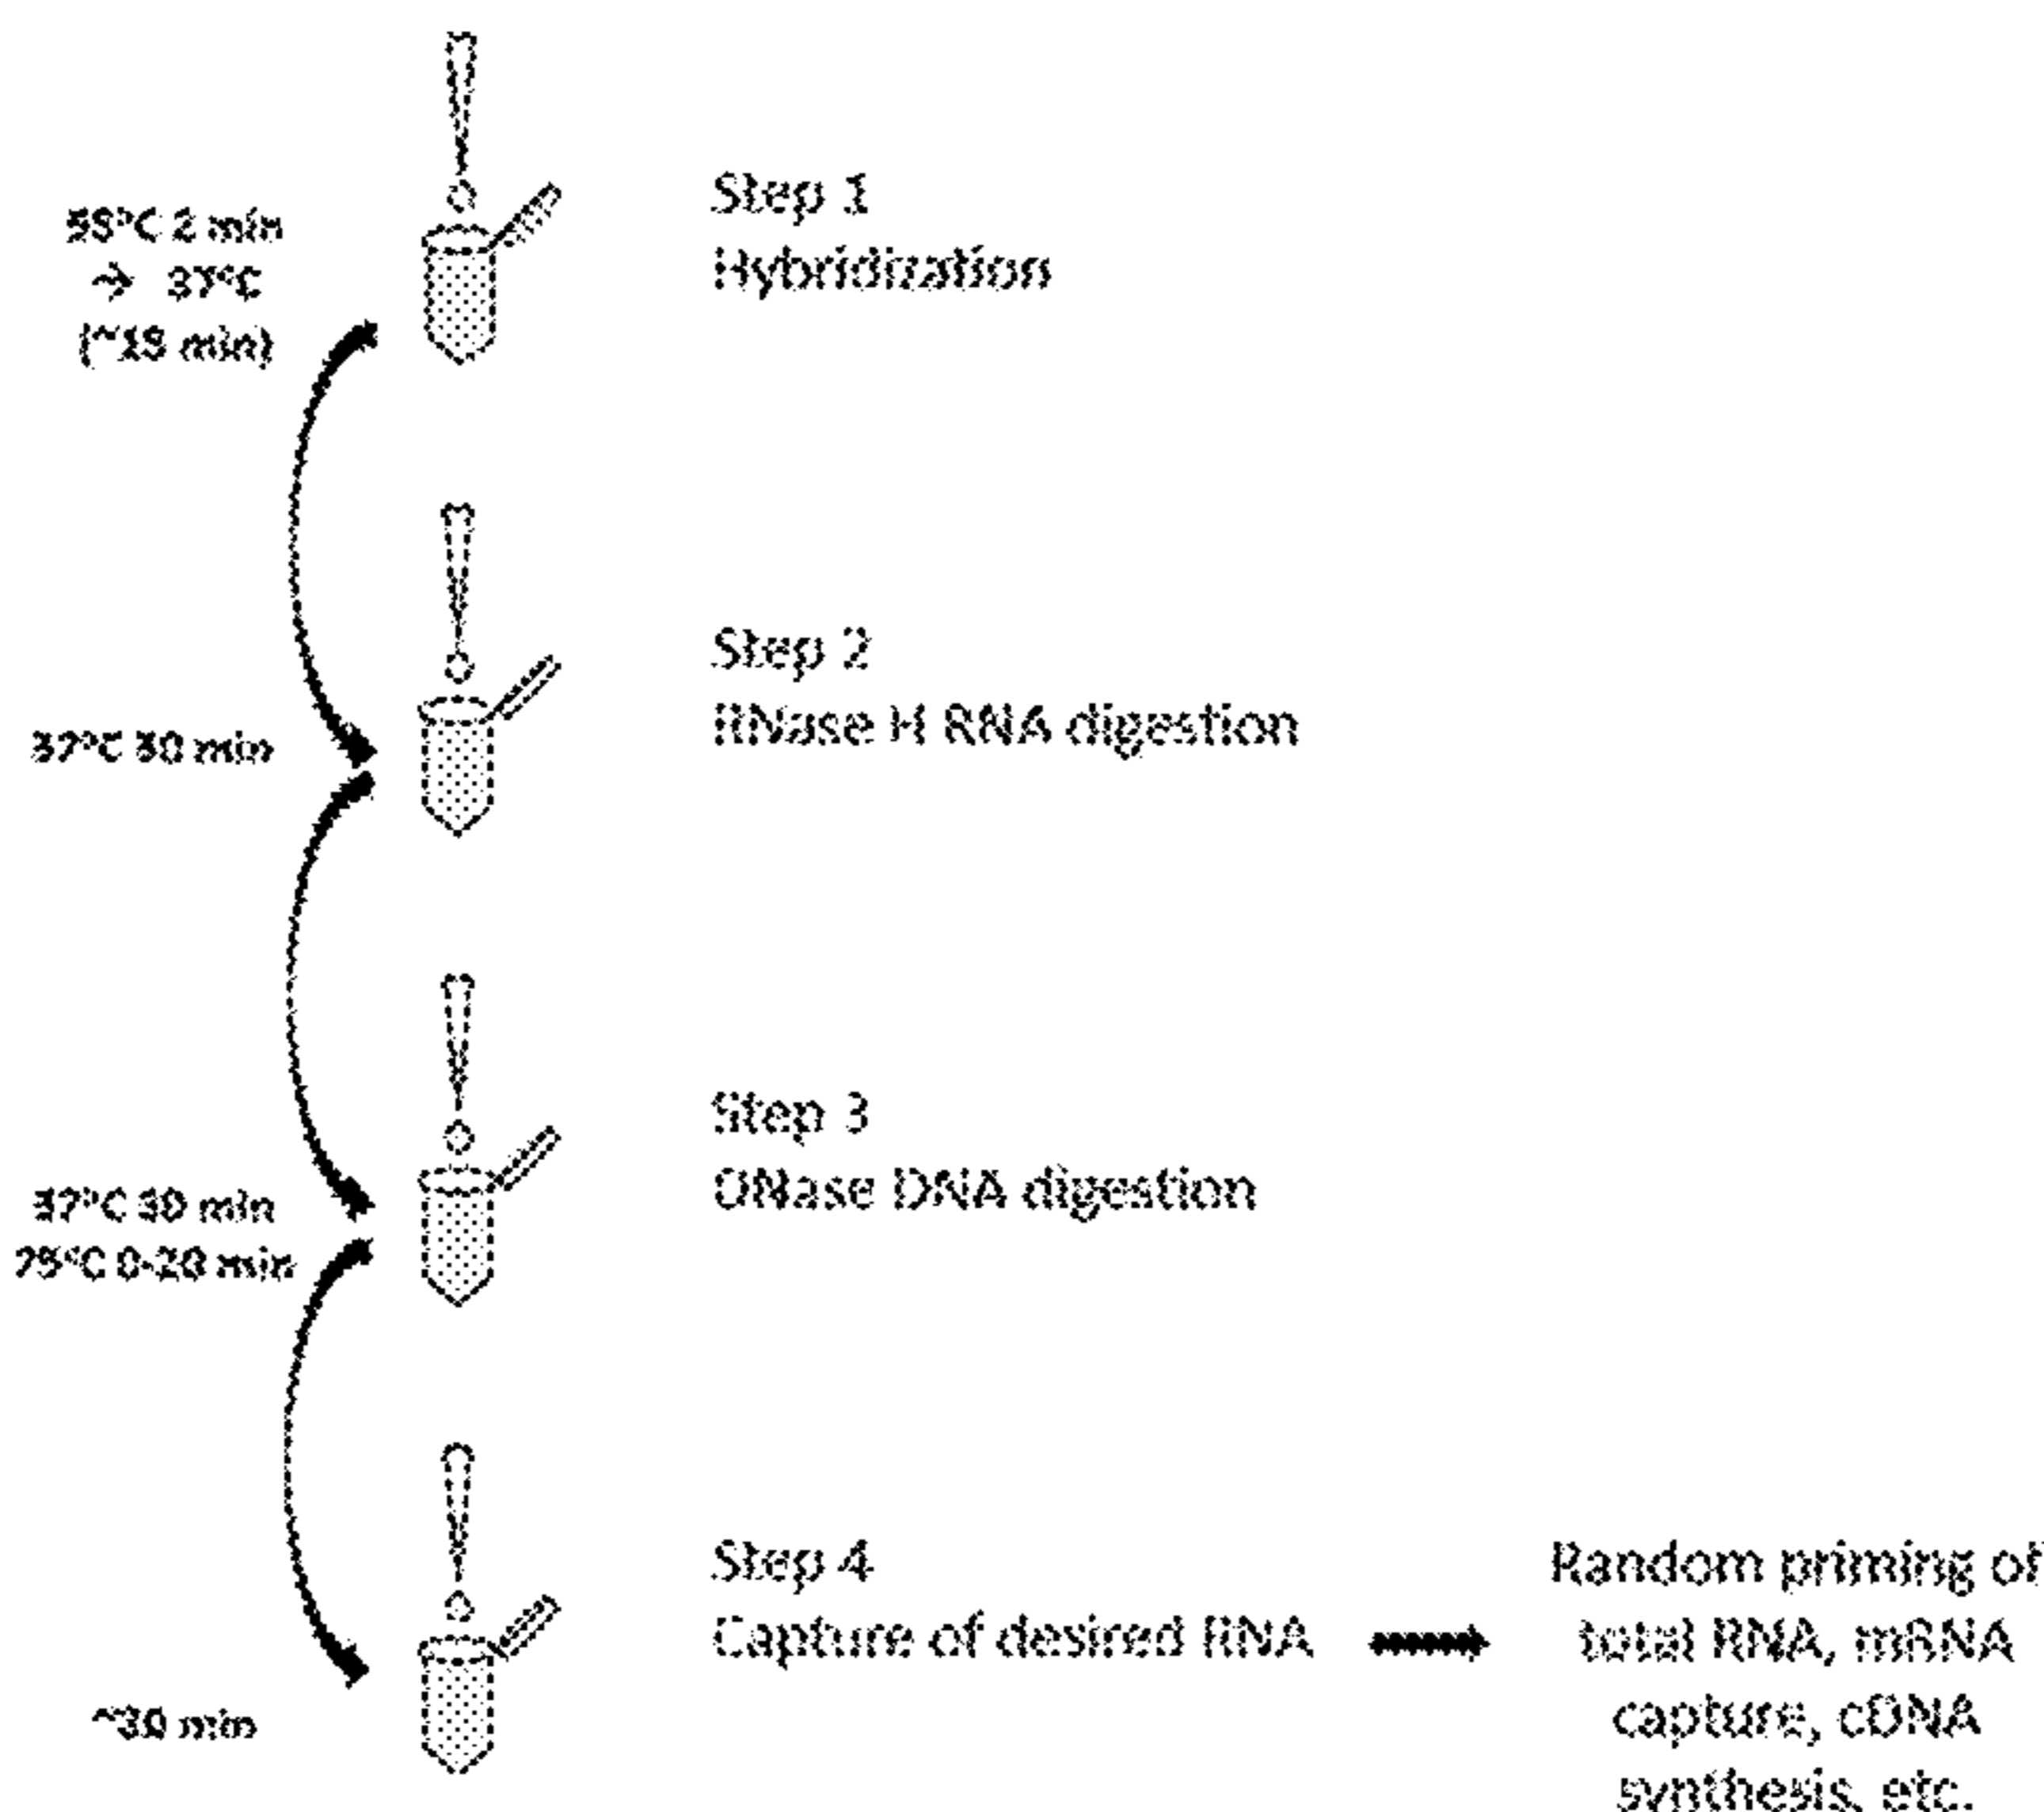 Step 1
Hybridization
2 min
→ 37°C
min)
Step 2
RNase H RNA digestion
37°C 30 min
Step 3
DNase DNA digestion
37°C 30 min
75°C 0-20 min
Step 4
Capture of desired RNA
~30 min
Random priming of
total RNA, mRNA
capture, cDNA
synthesis, etc.